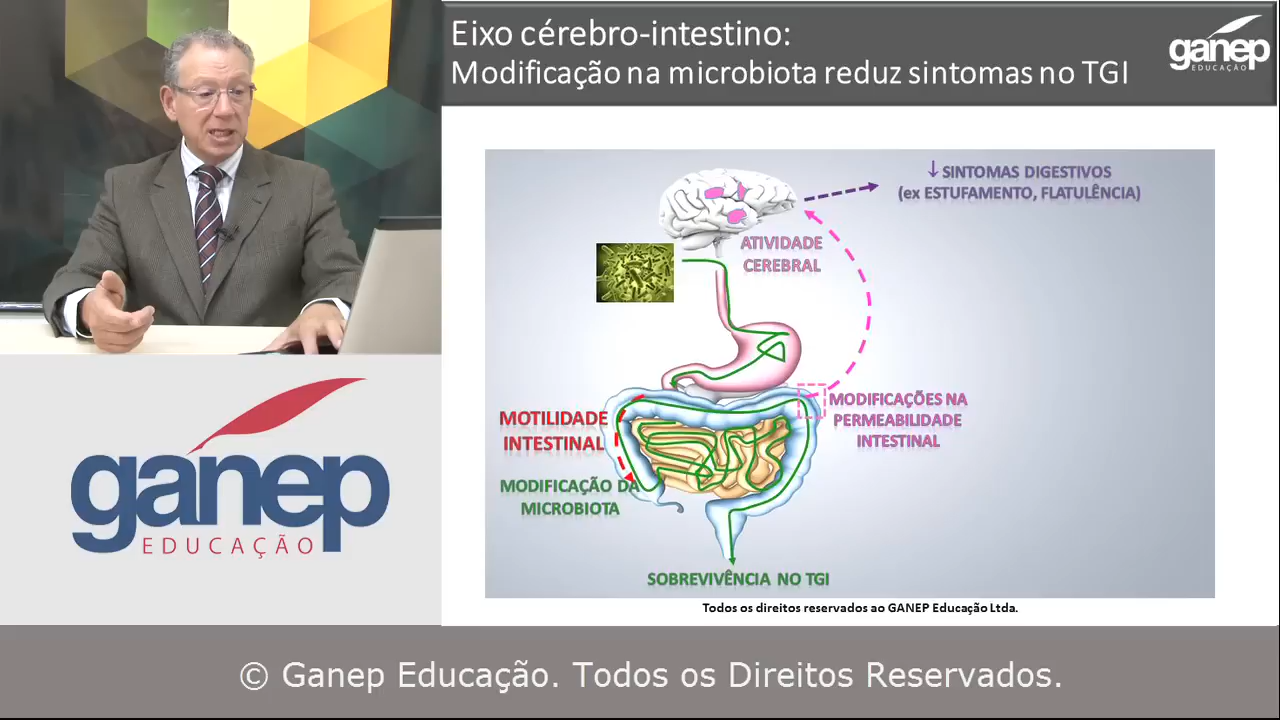 Eixo cérebro-intestino:
Modificação na microbiota reduz sintomas no TGI
ganep
EDUCAÇÃO
↓ SINTOMAS DIGESTIVOS
(ex ESTUFAMENTO, FLATULÊNCIA)
ATIVIDADE
CEREBRAL
MODIFICAÇÕES NA
PERMEABILIDADE
INTESTINAL
MOTILIDADE
INTESTINAL
MODIFICAÇÃO DA
MICROBIOTA
SOBREVIVÊNCIA NO TGI
Todos os direitos reservados ao GANEP Educação Ltda.
ganep
EDUCAÇÃO
© Ganep Educação. Todos os Direitos Reservados.